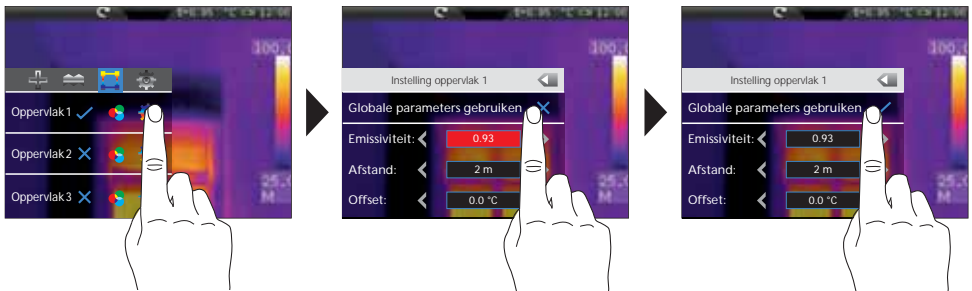 100,0
Oppervlak 1
Oppervlak 2
Oppervlak 3
25,0
M
100,0
Instelling oppervlak 1
Globale parameters gebruiken
Emissiviteit:
0.93
Afstand:
2 m
Offset:
0.0 °C
25,0
M
100,0
Instelling oppervlak 1
Globale parameters gebruiken
Emissiviteit:
0.93
Afstand:
2 m
Offset:
0.0 °C
25,0
M